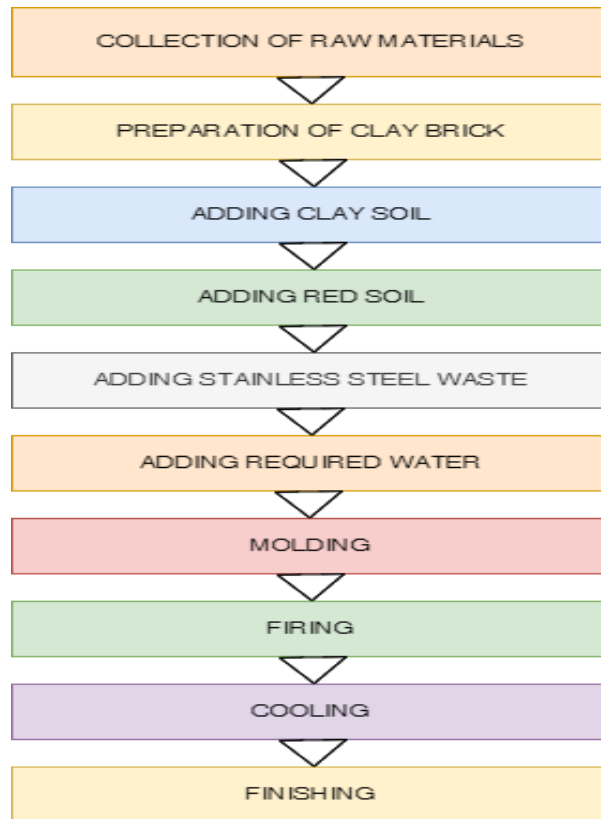 COLLECTION OF RAW MATERIALS
PREPARATION OF CLAY BRICK
ADDING CLAY SOIL
ADDING RED SOIL
ADDING STAINLESS STEEL WASTE
ADDING REQUIRED WATER
MOLDING
FIRING
COOLING
FINISHING